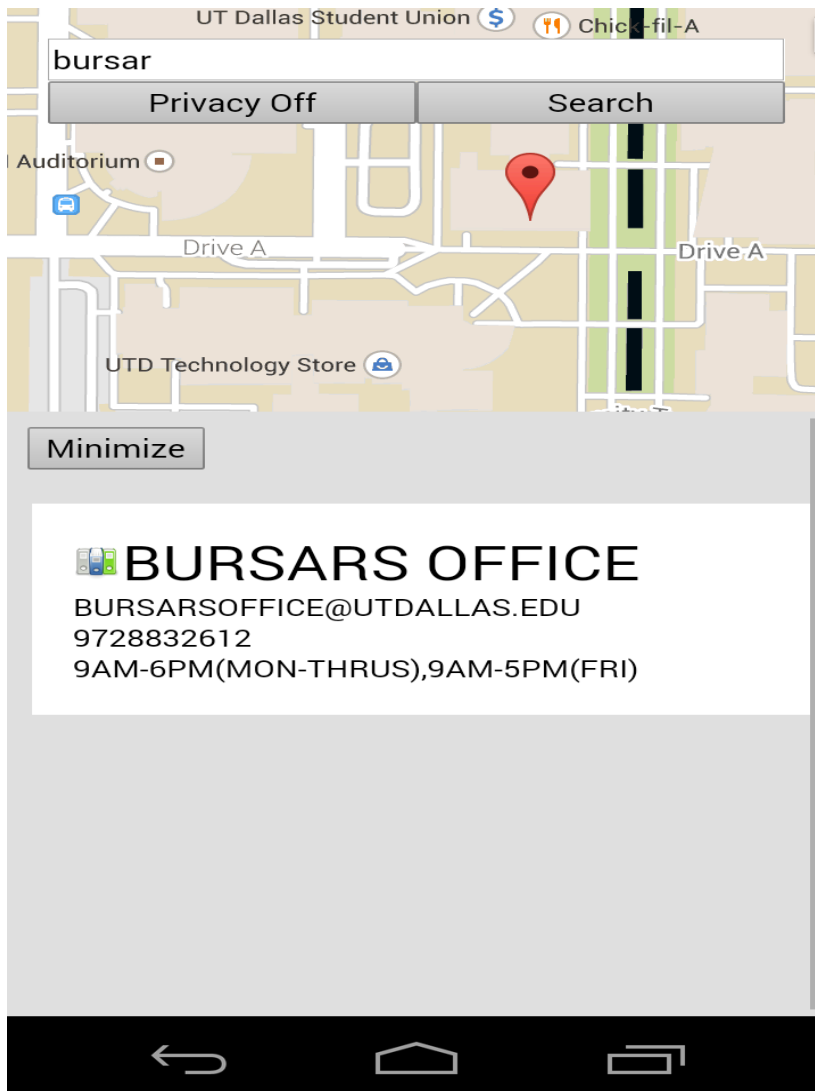 UT Dallas Student Union
Chick-fil-A
bursar
Privacy Off
Search
Auditorium
Drive A
Drive A
UTD Technology Store
Minimize
BURSARS OFFICE
BURSARSOFFICE@UTDALLAS.EDU
9728832612
9AM-6PM(MON-THRUS),9AM-5PM(FRI)